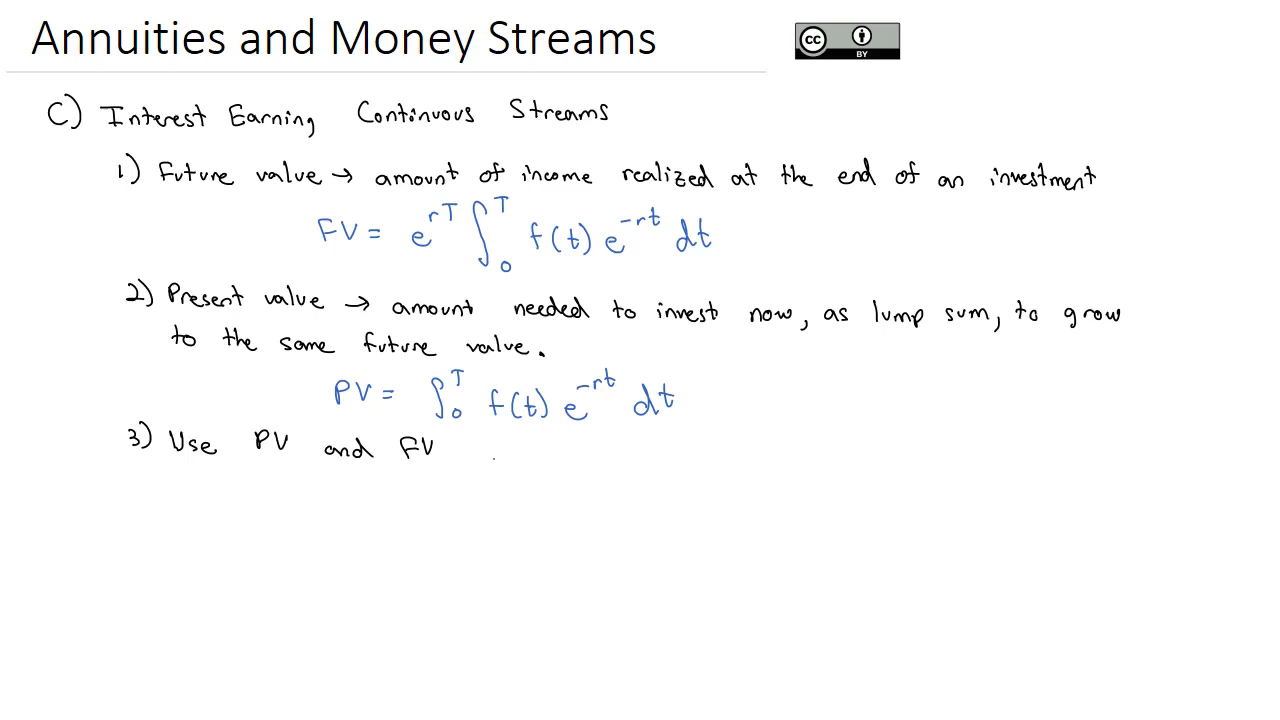 Annuities and Money Streams
cc BY
C) Interest Earning Continuous Streams
1) Future value → amount of income realized at the end of an investment
FV = e^{rT} ∫_0^T f(t) e^{-rt} dt
2) Present value → amount needed to invest now, as lump sum, to grow
to the same future value.
PV = ∫_0^T f(t) e^{-rt} dt
3) Use PV and FV